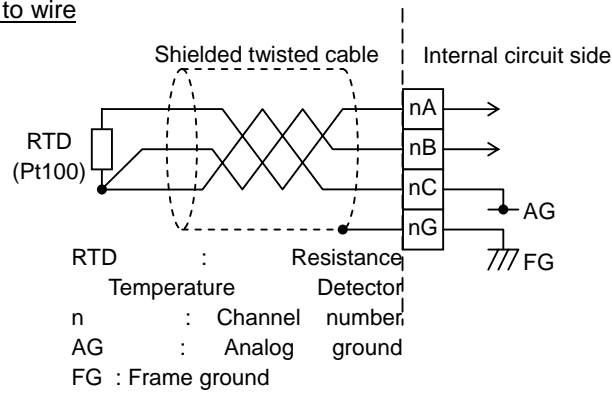 to wire
Shielded twisted cable
Internal circuit side
RTD
(Pt100)
nA
nB
nC
nG
AG
FG
RTD : Resistance
Temperature Detector
n : Channel number
AG : Analog ground
FG : Frame ground